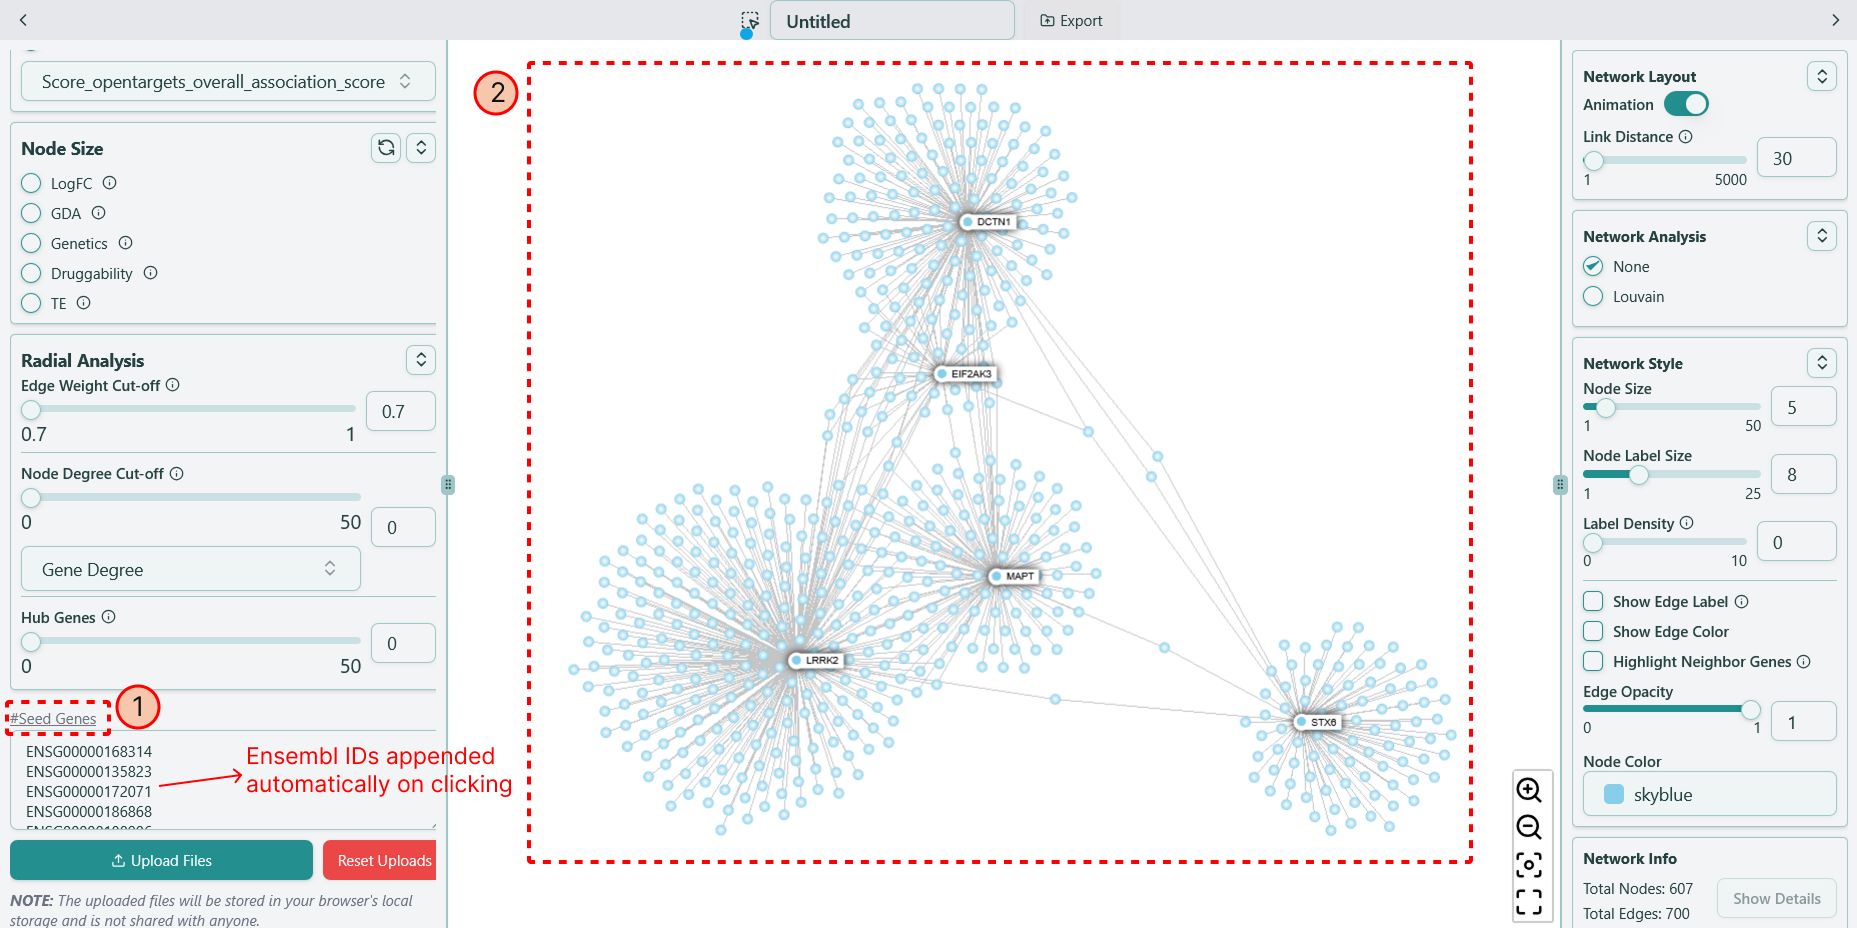 Untitled
Export
Score_opentargets_overall_association_score
Node Size
LogFC
GDA
Genetics
Druggability
TE
Radial Analysis
Edge Weight Cut-off
0.7
0.7 1
Node Degree Cut-off
0 50
0
Gene Degree
Hub Genes
0
0 50
#Seed Genes
1
ENSG00000168314
ENSG00000135823
ENSG00000172071
ENSG00000186868
Ensembl IDs appended
automatically on clicking
Upload Files
Reset Uploads
NOTE: The uploaded files will be stored in your browser's local
storage and is not shared with anyone.
2
DCTN1
EIF2AK3
MAPT
LRRK2
STX6
Network Layout
Animation
Link Distance
30
1 5000
Network Analysis
None
Louvain
Network Style
Node Size
5
1 50
Node Label Size
8
1 25
Label Density
0
0 10
Show Edge Label
Show Edge Color
Highlight Neighbor Genes
Edge Opacity
1
0 1
Node Color
skyblue
Network Info
Total Nodes: 607
Total Edges: 700
Show Details